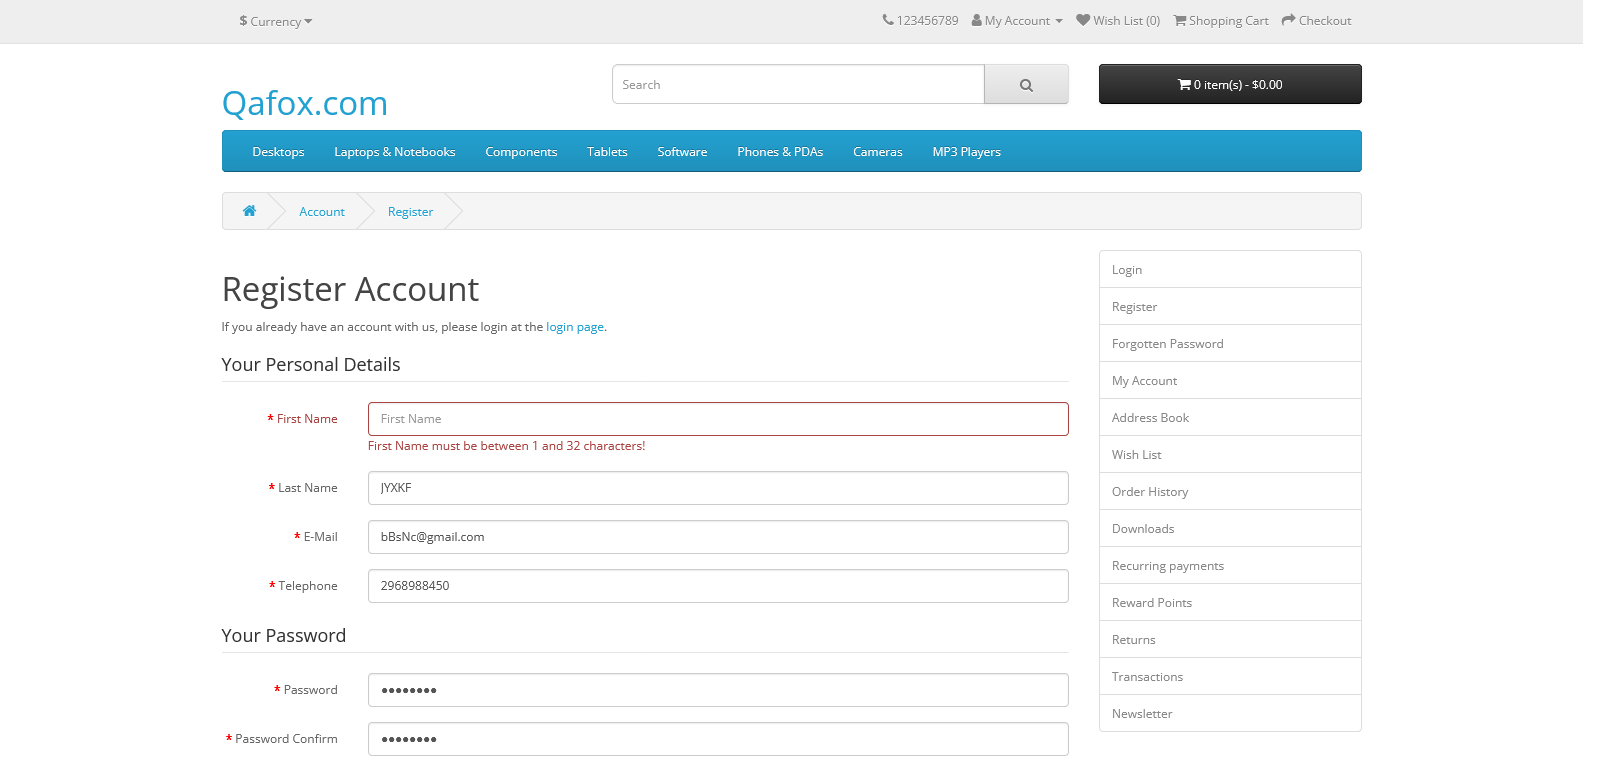 $ Currency
123456789 My Account Wish List (0) Shopping Cart Checkout
Qafox.com
Search
0 item(s) - $0.00
Desktops Laptops & Notebooks Components Tablets Software Phones & PDAs Cameras MP3 Players
Account Register
Register Account
If you already have an account with us, please login at the login page.
Your Personal Details
* First Name First Name
First Name must be between 1 and 32 characters!
* Last Name JYXKF
* E-Mail bBsNc@gmail.com
* Telephone 2968988450
Your Password
* Password ••••••••
* Password Confirm ••••••••
Login
Register
Forgotten Password
My Account
Address Book
Wish List
Order History
Downloads
Recurring payments
Reward Points
Returns
Transactions
Newsletter